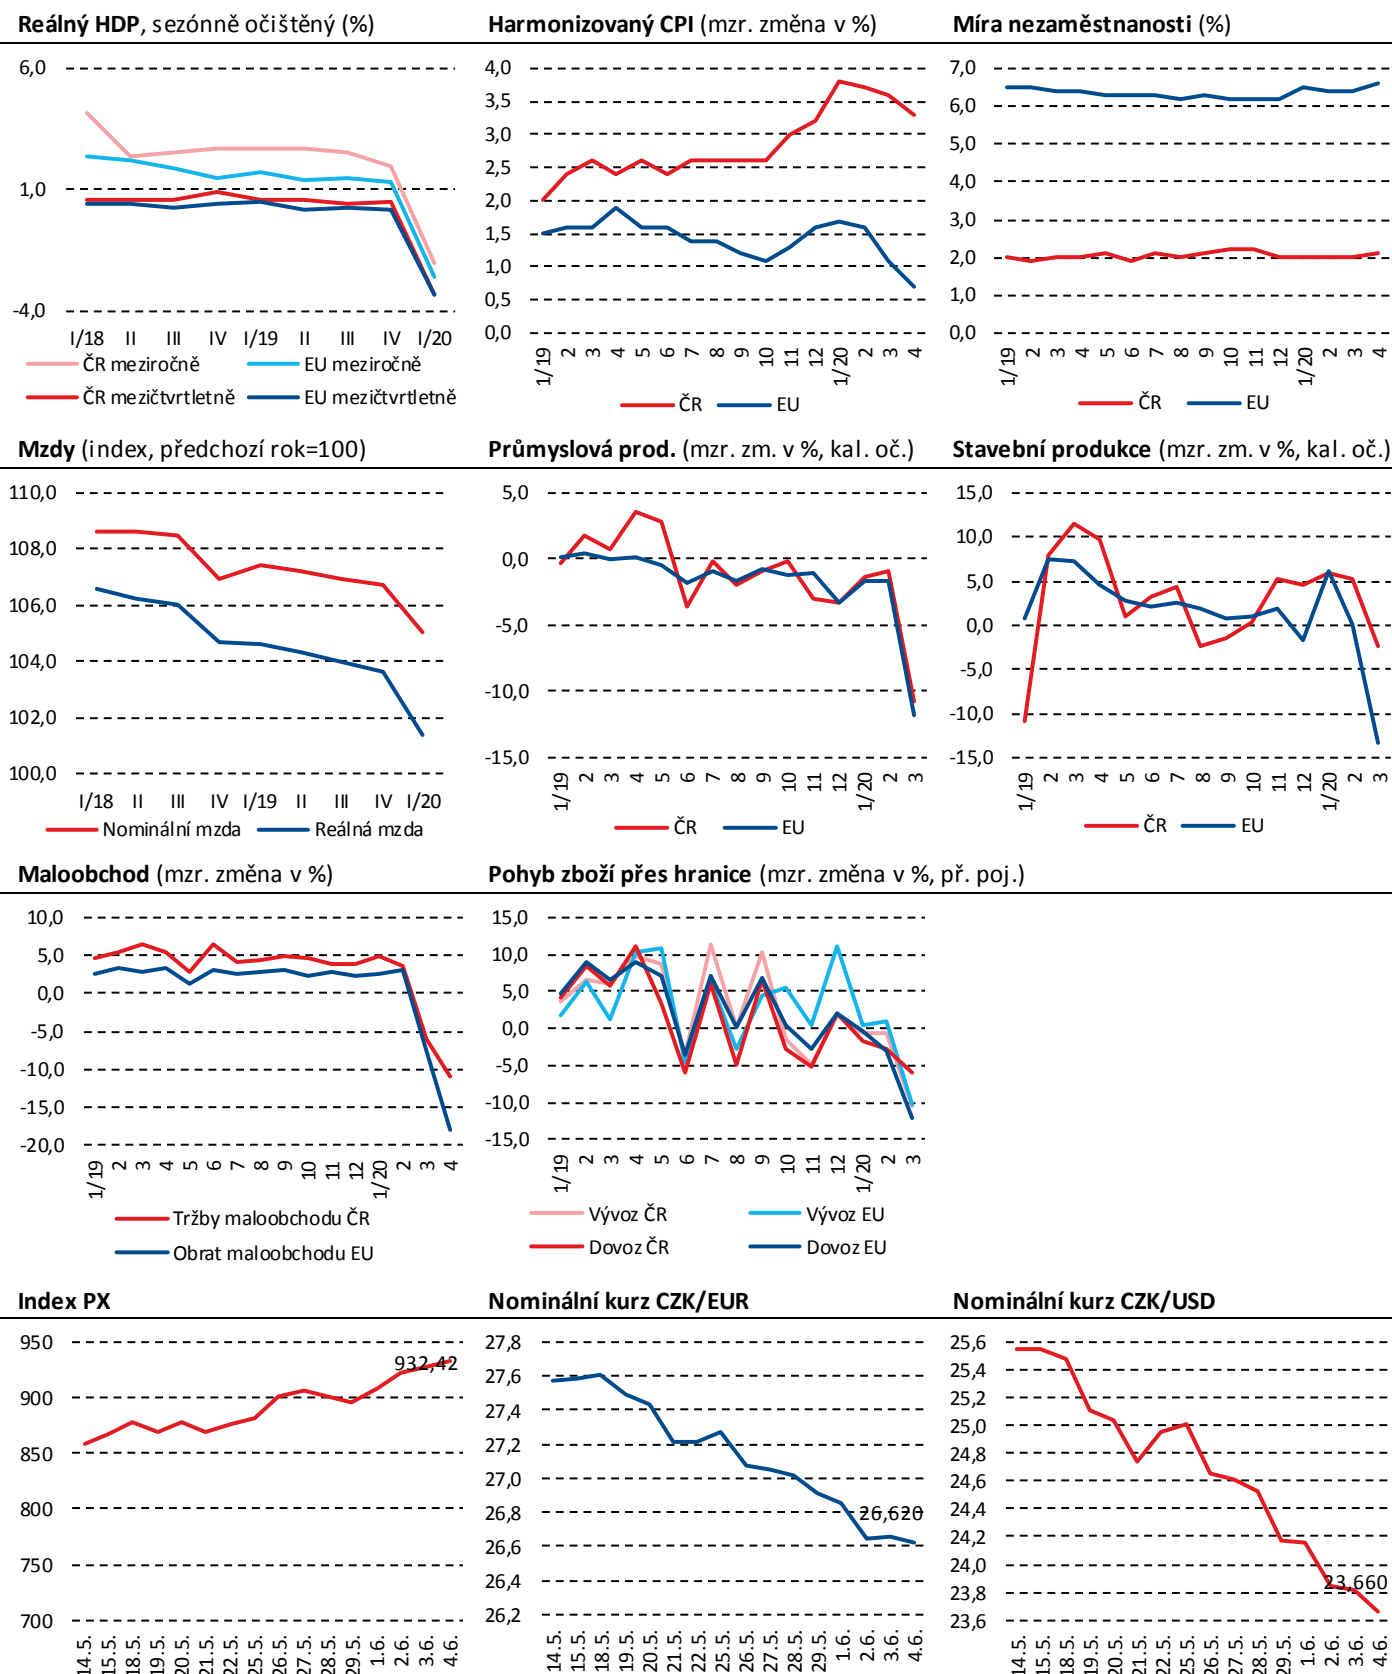 Reálný HDP, sezónně očištěný (%)
6,0
1,0
-4,0
I/18 II III IV I/19 II III IV I/20
ČR meziročně EU meziročně
ČR mezičtvrtletně EU mezičtvrtletně
Harmonizovaný CPI (mzr. změna v %)
4,0
3,5
3,0
2,5
2,0
1,5
1,0
0,5
0,0
1/19 2 3 4 5 6 7 8 9 10 11 12 1/20 2 3 4
ČR EU
Míra nezaměstnanosti (%)
7,0
6,0
5,0
4,0
3,0
2,0
1,0
0,0
1/19 2 3 4 5 6 7 8 9 10 11 12 1/20 2 3 4
ČR EU
Mzdy (index, předchozí rok=100)
110,0
108,0
106,0
104,0
102,0
100,0
I/18 II III IV I/19 II III IV I/20
Nominální mzda Reálná mzda
Průmyslová prod. (mzr. zm. v %, kal. oč.)
5,0
0,0
-5,0
-10,0
-15,0
1/19 2 3 4 5 6 7 8 9 10 11 12 1/20 2 3
ČR EU
Stavební produkce (mzr. zm. v %, kal. oč.)
15,0
10,0
5,0
0,0
-5,0
-10,0
-15,0
1/19 2 3 4 5 6 7 8 9 10 11 12 1/20 2 3
ČR EU
Maloobchod (mzr. změna v %)
10,0
5,0
0,0
-5,0
-10,0
-15,0
-20,0
1/19 2 3 4 5 6 7 8 9 10 11 12 1/20 2 3 4
Tržby maloobchodu ČR
Obrat maloobchodu EU
Pohyb zboží přes hranice (mzr. změna v %, př. poj.)
15,0
10,0
5,0
0,0
-5,0
-10,0
-15,0
1/19 2 3 4 5 6 7 8 9 10 11 12 1/20 2 3
Vývoz ČR Vývoz EU
Dovoz ČR Dovoz EU
Index PX
950
900
850
800
750
700
932,42
14.5. 15.5. 18.5. 19.5. 20.5. 21.5. 22.5. 25.5. 26.5. 27.5. 28.5. 29.5. 1.6. 2.6. 3.6. 4.6.
Nominální kurz CZK/EUR
27,8
27,6
27,4
27,2
27,0
26,8
26,6
26,4
26,2
26,620
14.5. 15.5. 18.5. 19.5. 20.5. 21.5. 22.5. 25.5. 26.5. 27.5. 28.5. 29.5. 1.6. 2.6. 3.6. 4.6.
Nominální kurz CZK/USD
25,6
25,4
25,2
25,0
24,8
24,6
24,4
24,2
24,0
23,8
23,6
23,660
14.5. 15.5. 18.5. 19.5. 20.5. 21.5. 22.5. 25.5. 26.5. 27.5. 28.5. 29.5. 1.6. 2.6. 3.6. 4.6.